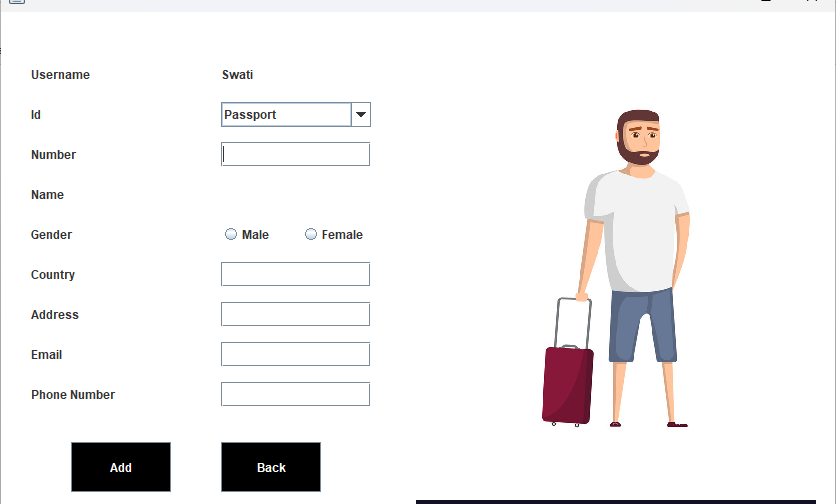 Username Swati
Id Passport
Number
Name
Gender Male Female
Country
Address
Email
Phone Number
Add Back